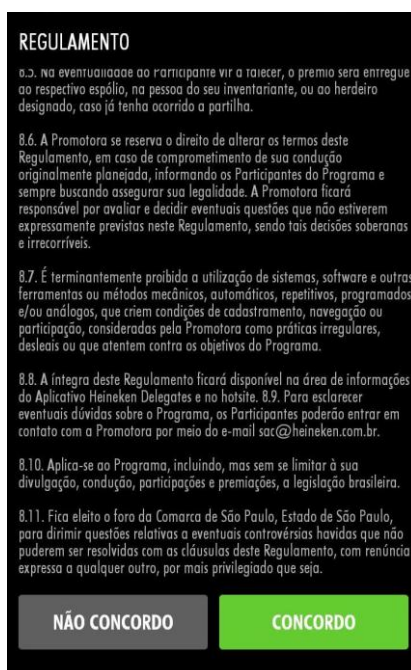 REGULAMENTO
8.5. Na eventualidade do Participante vir a falecer, o prêmio será entregue
ao respectivo espólio, na pessoa do seu inventariante, ou ao herdeiro
designado, caso já tenha ocorrido a partilha.
8.6. A Promotora se reserva o direito de alterar os termos deste
Regulamento, em caso de comprometimento de sua condução
originalmente planejada, informando os Participantes do Programa e
sempre buscando assegurar sua legalidade. A Promotora ficará
responsável por avaliar e decidir eventuais questões que não estiverem
expressamente previstas neste Regulamento, sendo tais decisões soberanas
e irrecorríveis.
8.7. É terminantemente proibida a utilização de sistemas, software e outras
ferramentas ou métodos mecânicos, automáticos, repetitivos, programados
e/ou análogos, que criem condições de cadastramento, navegação ou
participação, consideradas pela Promotora como práticas irregulares,
desleais ou que atentem contra os objetivos do Programa.
8.8. A íntegra deste Regulamento ficará disponível na área de informações
do Aplicativo Heineken Delegates e no hotsite. 8.9. Para esclarecer
eventuais dúvidas sobre o Programa, os Participantes poderão entrar em
contato com a Promotora por meio do e-mail sac@heineken.com.br.
8.10. Aplica-se ao Programa, incluindo, mas sem se limitar à sua
divulgação, condução, participações e premiações, a legislação brasileira.
8.11. Fica eleito o foro da Comarca de São Paulo, Estado de São Paulo,
para dirimir questões relativas a eventuais controvérsias havidas que não
puderem ser resolvidas com as cláusulas deste Regulamento, com renúncia
expressa a qualquer outro, por mais privilegiado que seja.
NÃO CONCORDO
CONCORDO